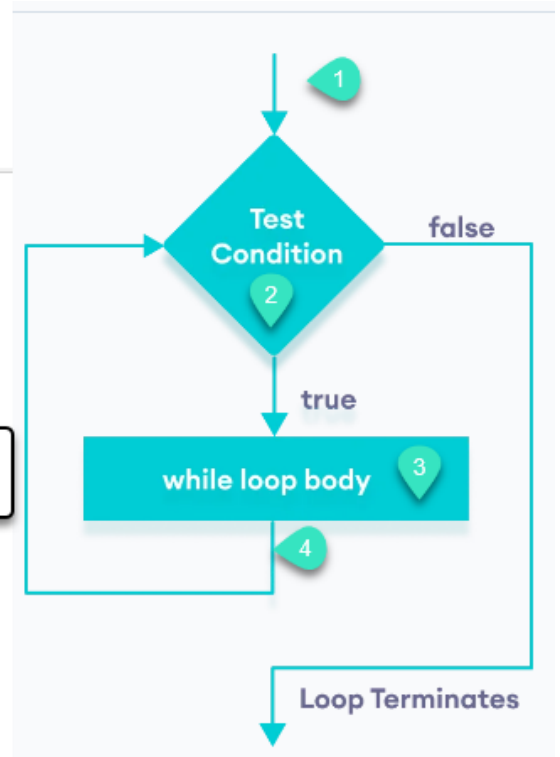 1
Test
Condition
false
2
true
while loop body
3
4
Loop Terminates